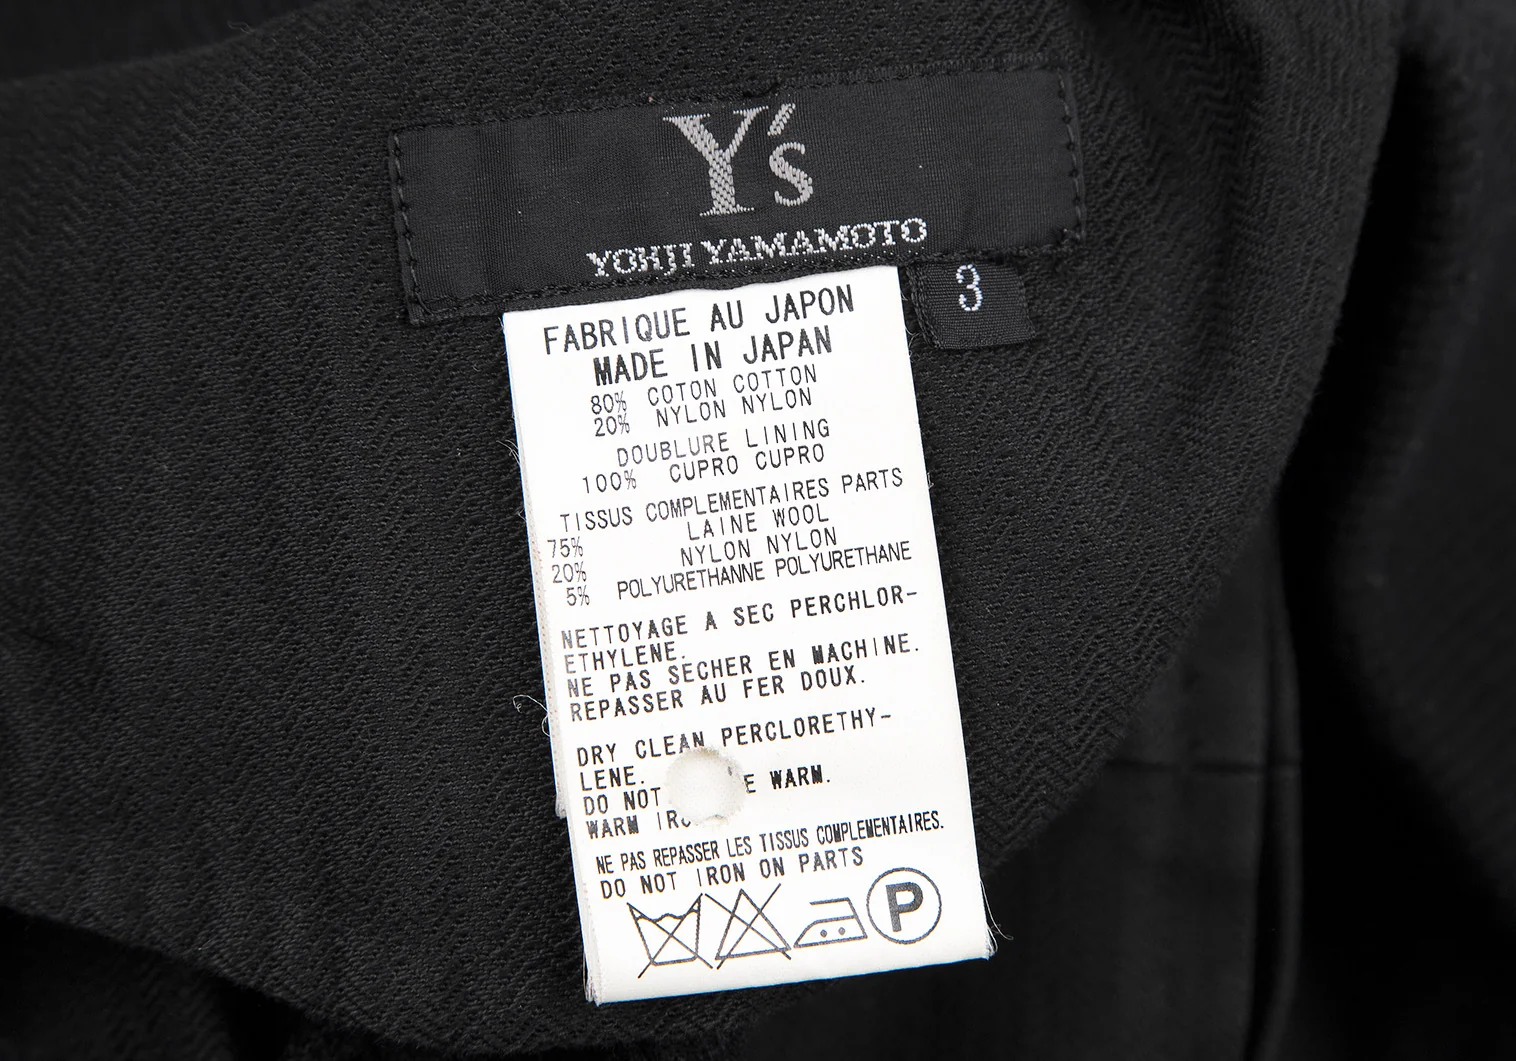 Y's
YOHJI YAMAMOTO
3
FABRIQUE AU JAPON
MADE IN JAPAN
80% COTON COTTON
20% NYLON NYLON
DOUBLURE LINING
100% CUPRO CUPRO
TISSUS COMPLEMENTAIRES PARTS
75% LAINE WOOL
20% NYLON NYLON
5% POLYURETHANNE POLYURETHANE
NETTOYAGE A SEC PERCHLOR-
ETHYLENE.
NE PAS SECHER EN MACHINE.
REPASSER AU FER DOUX.
DRY CLEAN PERCLORETHY-
LENE.
DO NOT E WARM.
WARM
NE PAS REPASSER LES TISSUS COMPLEMENTAIRES.
DO NOT IRON ON PARTS
P